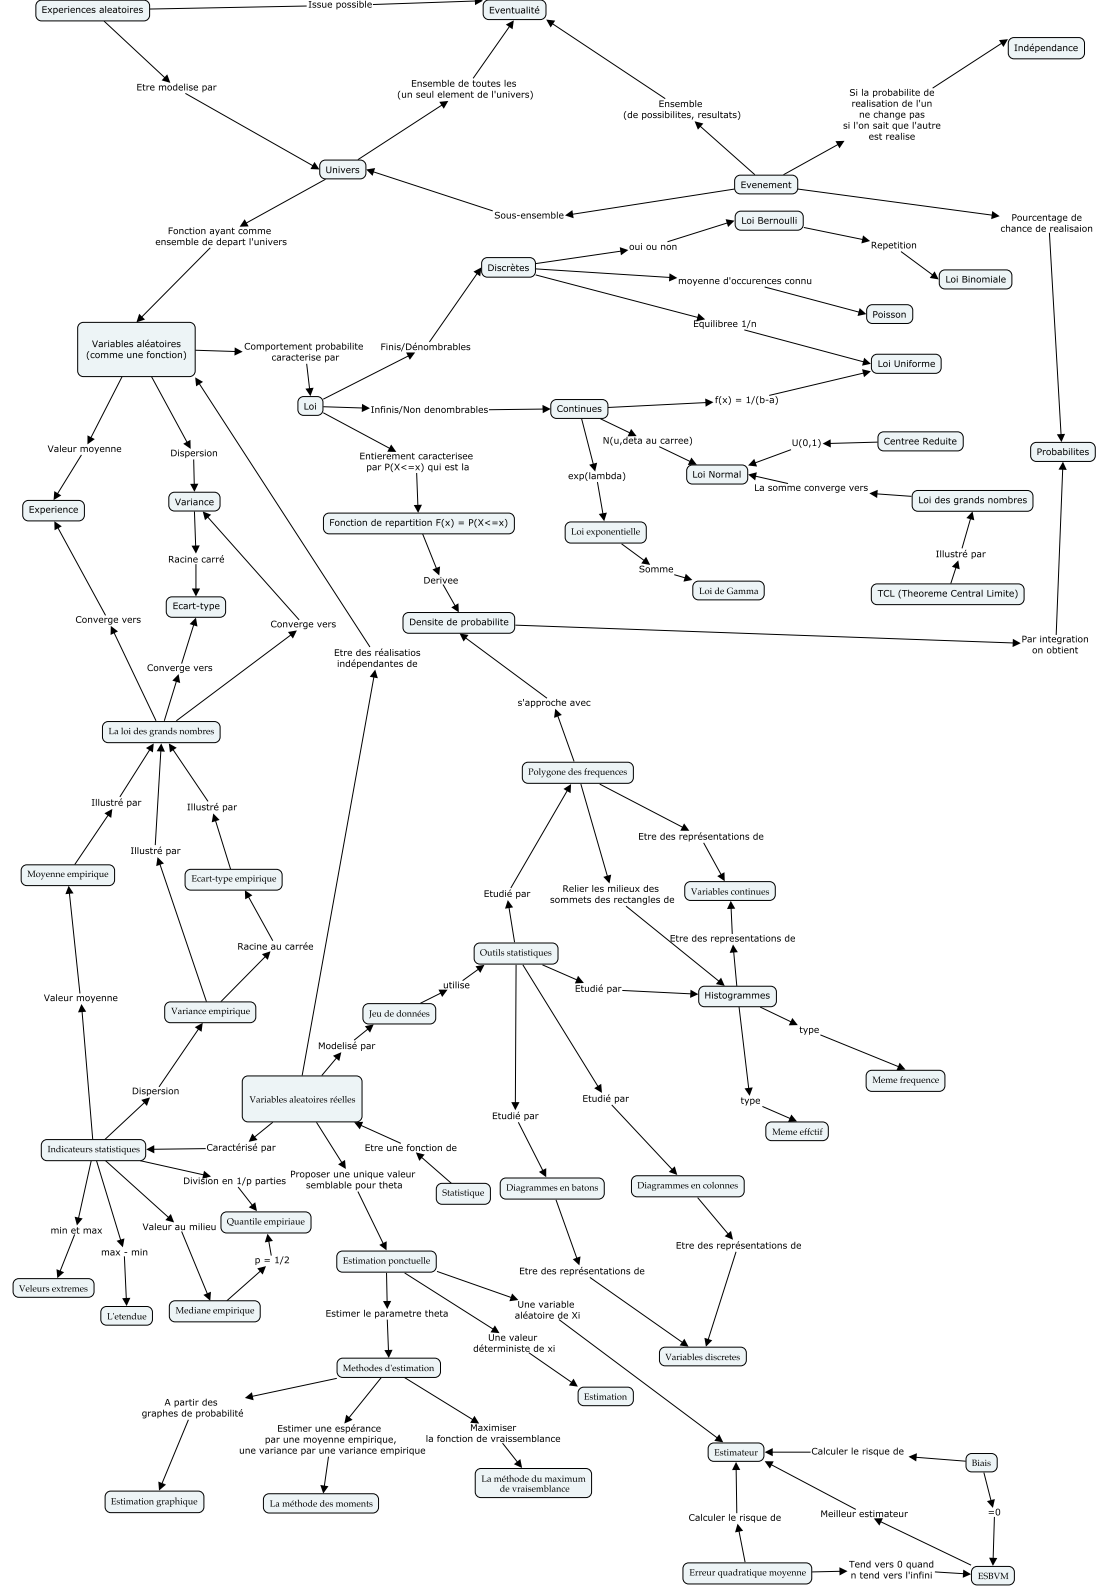 Experiences aleatoires
Issue possible
Eventualité
Indépendance
Etre modelise par
Ensemble de toutes les
(un seul element de l'univers)
Ensemble
(de possibilites, resultats)
Si la probabilite de
realisation de l'un
ne change pas
si l'on sait que l'autre
est realise
Univers
Evenement
Sous-ensemble
Pourcentage de
chance de realisaion
Fonction ayant comme
ensemble de depart l'univers
Loi Bernoulli
oui ou non
Repetition
Discrètes
Loi Binomiale
moyenne d'occurences connu
Poisson
Equilibree 1/n
Variables aléatoires
(comme une fonction)
Comportement probabilite
caracterise par
Finis/Dénombrables
Loi Uniforme
Loi
Infinis/Non denombrables
Continues
f(x) = 1/(b-a)
Valeur moyenne
Dispersion
Entierement caracterisee
par P(X<=x) qui est la
N(u,deta au carree)
U(0,1)
Centree Reduite
Probabilites
exp(lambda)
Loi Normal
La somme converge vers
Loi des grands nombres
Experience
Variance
Fonction de repartition F(x) = P(X<=x)
Loi exponentielle
Illustré par
Racine carré
Somme
Derivee
Loi de Gamma
TCL (Theoreme Central Limite)
Ecart-type
Converge vers
Converge vers
Densite de probabilite
Par integration
on obtient
Converge vers
Etre des réalisatios
indépendantes de
s'approche avec
La loi des grands nombres
Polygone des frequences
Illustré par
Illustré par
Etre des représentations de
Illustré par
Moyenne empirique
Ecart-type empirique
Etudié par
Relier les milieux des
sommets des rectangles de
Variables continues
Racine au carrée
Outils statistiques
Etre des representations de
Valeur moyenne
utilise
Etudié par
Histogrammes
Variance empirique
Jeu de données
type
Modelisé par
Meme frequence
Dispersion
Variables aleatoires réelles
Etudié par
type
Etudié par
Meme effctif
Indicateurs statistiques
Caractérisé par
Etre une fonction de
Division en 1/p parties
Proposer une unique valeur
semblable pour theta
Statistique
Diagrammes en batons
Diagrammes en colonnes
min et max
Valeur au milieu
Quantile empiriaue
max - min
p = 1/2
Estimation ponctuelle
Etre des représentations de
Etre des représentations de
Veleurs extremes
L'etendue
Mediane empirique
Estimer le parametre theta
Une variable
aléatoire de Xi
Une valeur
déterministe de xi
Variables discretes
Methodes d'estimation
Estimation
A partir des
graphes de probabilité
Estimer une espérance
par une moyenne empirique,
une variance par une variance empirique
Maximiser
la fonction de vraissemblance
Estimateur
Calculer le risque de
Biais
Estimation graphique
La méthode des moments
La méthode du maximum
de vraisemblance
Calculer le risque de
Meilleur estimateur
=0
Erreur quadratique moyenne
Tend vers 0 quand
n tend vers l'infini
ESBVM